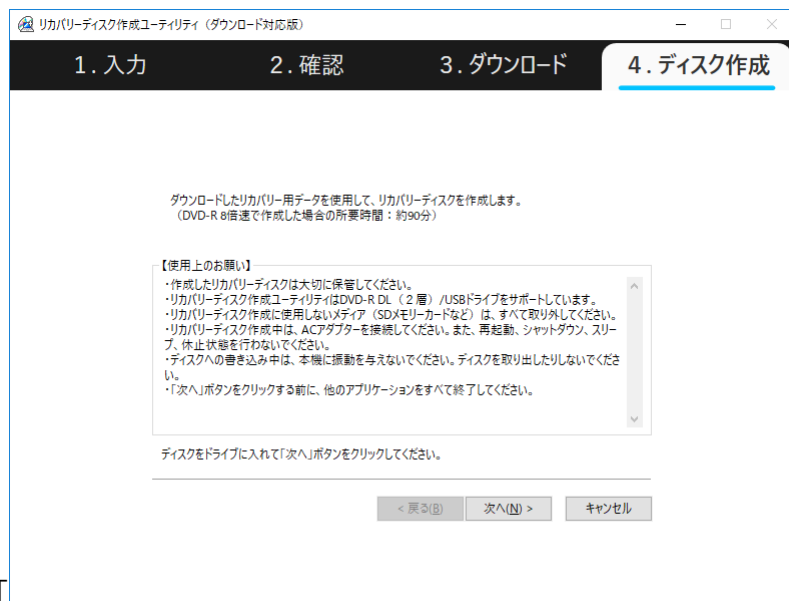 リカバリーディスク作成ユーティリティ（ダウンロード対応版）
1.入力
2.確認
3.ダウンロード
4.ディスク作成
ダウンロードしたリカバリー用データを使用して、リカバリーディスクを作成します。
（DVD-R 8倍速で作成した場合の所要時間：約90分）
【使用上のお願い】
・作成したリカバリーディスクは大切に保管してください。
・リカバリーディスク作成ユーティリティはDVD-R DL（２層）/USBドライブをサポートしています。
・リカバリーディスク作成に使用しないメディア（SDメモリーカードなど）は、すべて取り外してください。
・リカバリーディスク作成中は、ACアダプターを接続してください。また、再起動、シャットダウン、スリー
プ、休止状態を行わないでください。
・ディスクへの書き込み中は、本機に振動を与えないでください。ディスクを取り出したりしないでくださ
い。
・「次へ」ボタンをクリックする前に、他のアプリケーションをすべて終了してください。
ディスクをドライブに入れて「次へ」ボタンをクリックしてください。
< 戻る(B)
次へ(N) >
キャンセル